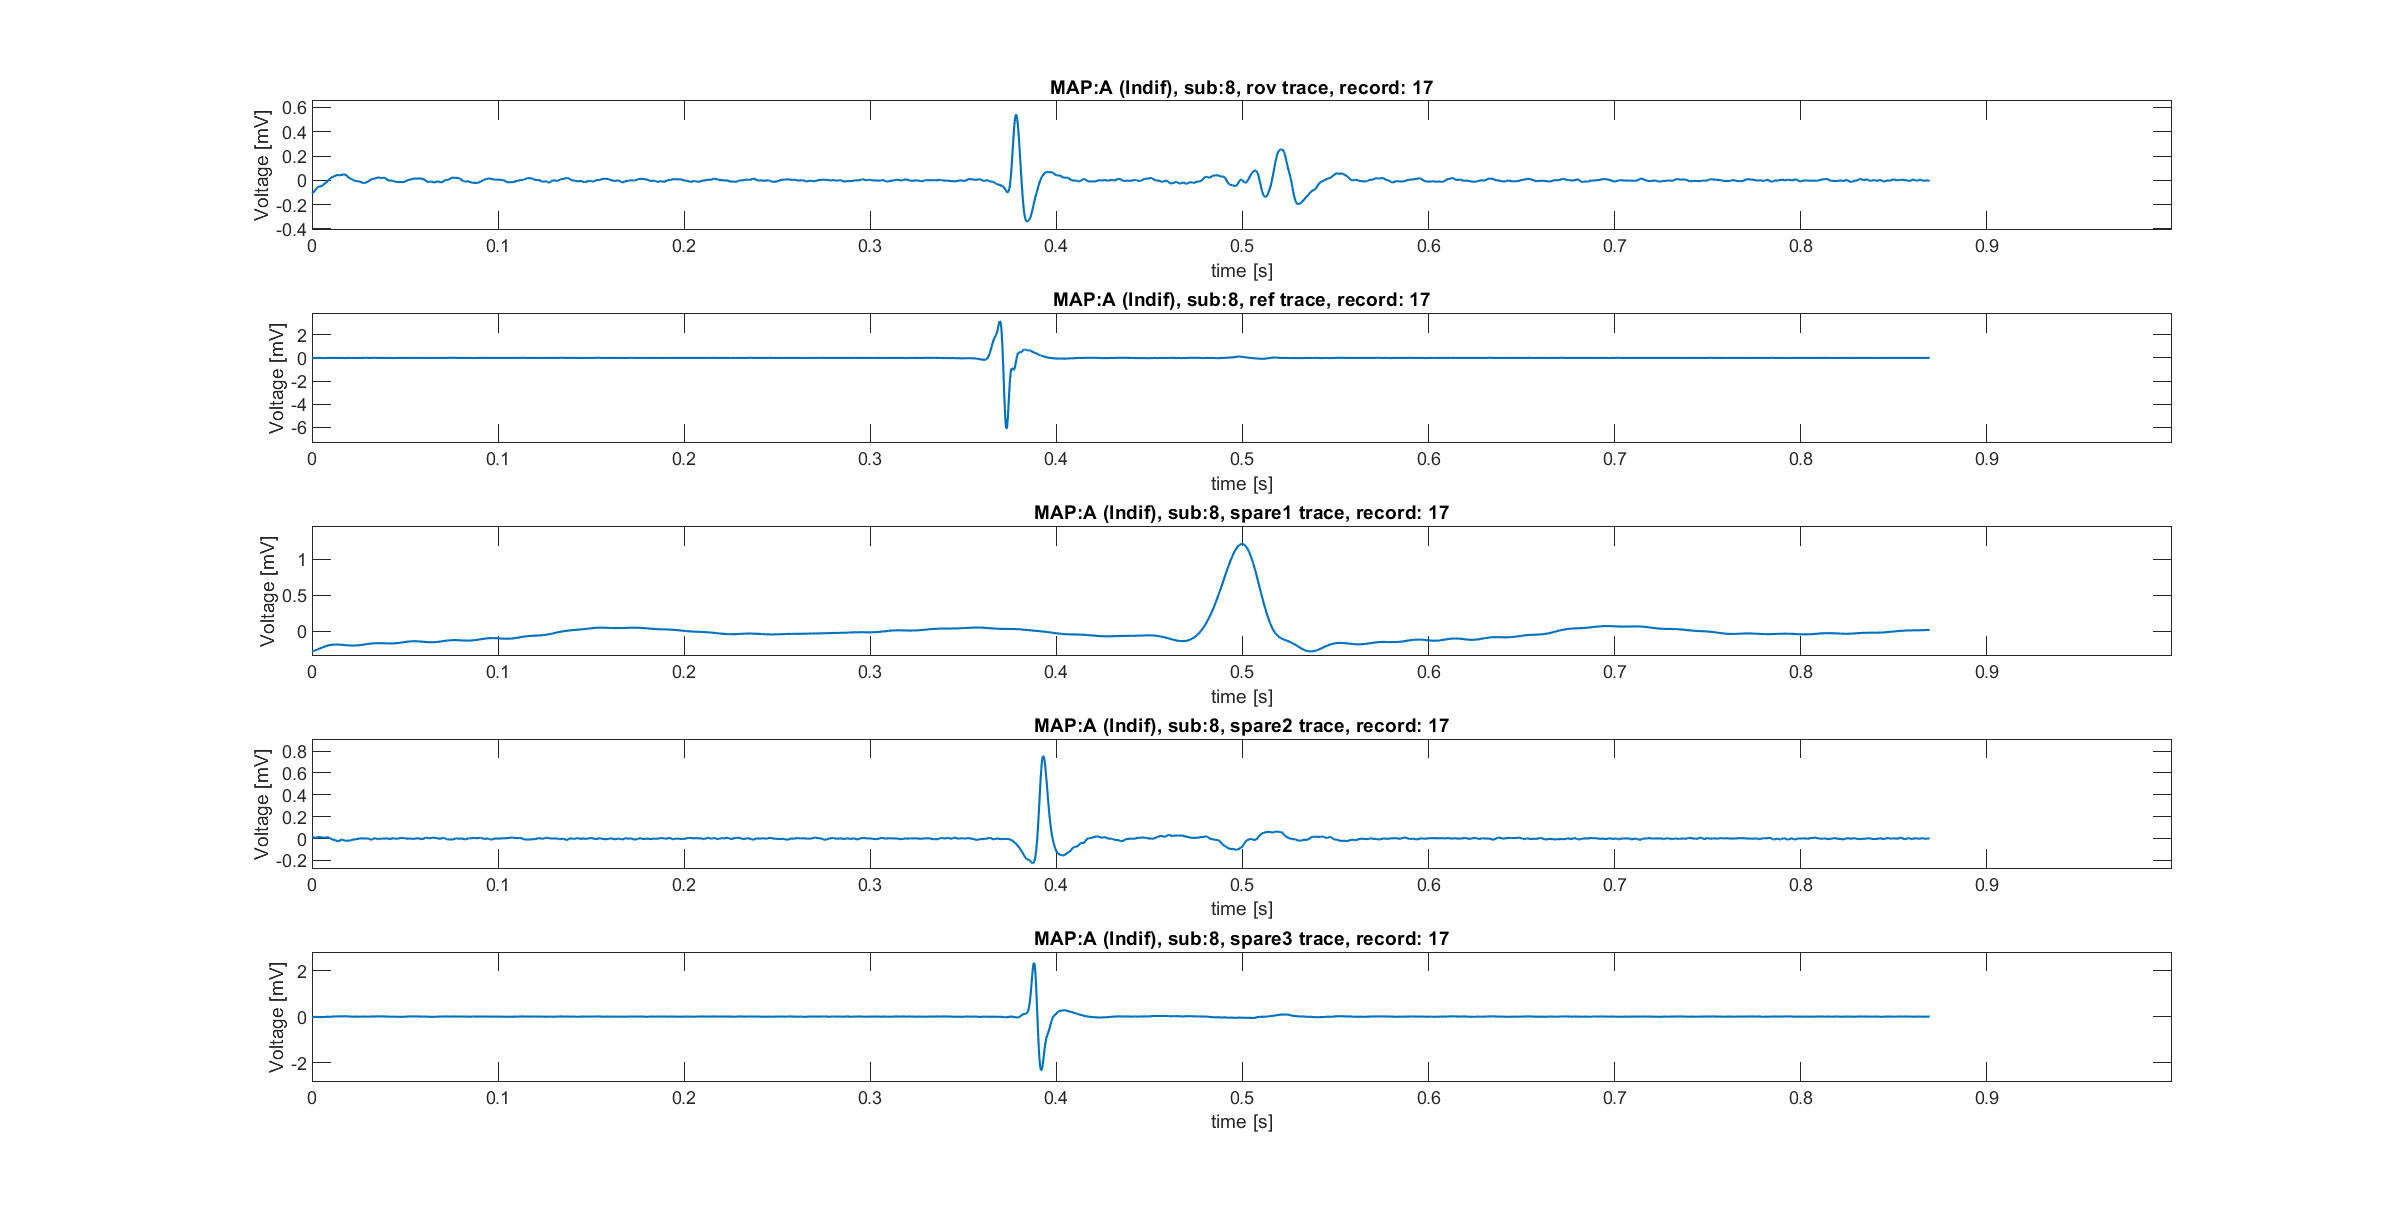 MAP:A (Indif), sub:8, rov trace, record: 17
Voltage [mV]
0.6
0.4
0.2
0
-0.2
-0.4
0 0.1 0.2 0.3 0.4 0.5 0.6 0.7 0.8 0.9
time [s]
MAP:A (Indif), sub:8, ref trace, record: 17
Voltage [mV]
2
0
-2
-4
-6
0 0.1 0.2 0.3 0.4 0.5 0.6 0.7 0.8 0.9
time [s]
MAP:A (Indif), sub:8, spare1 trace, record: 17
Voltage [mV]
1
0.5
0
0 0.1 0.2 0.3 0.4 0.5 0.6 0.7 0.8 0.9
time [s]
MAP:A (Indif), sub:8, spare2 trace, record: 17
Voltage [mV]
0.8
0.6
0.4
0.2
0
-0.2
0 0.1 0.2 0.3 0.4 0.5 0.6 0.7 0.8 0.9
time [s]
MAP:A (Indif), sub:8, spare3 trace, record: 17
Voltage [mV]
2
0
-2
0 0.1 0.2 0.3 0.4 0.5 0.6 0.7 0.8 0.9
time [s]